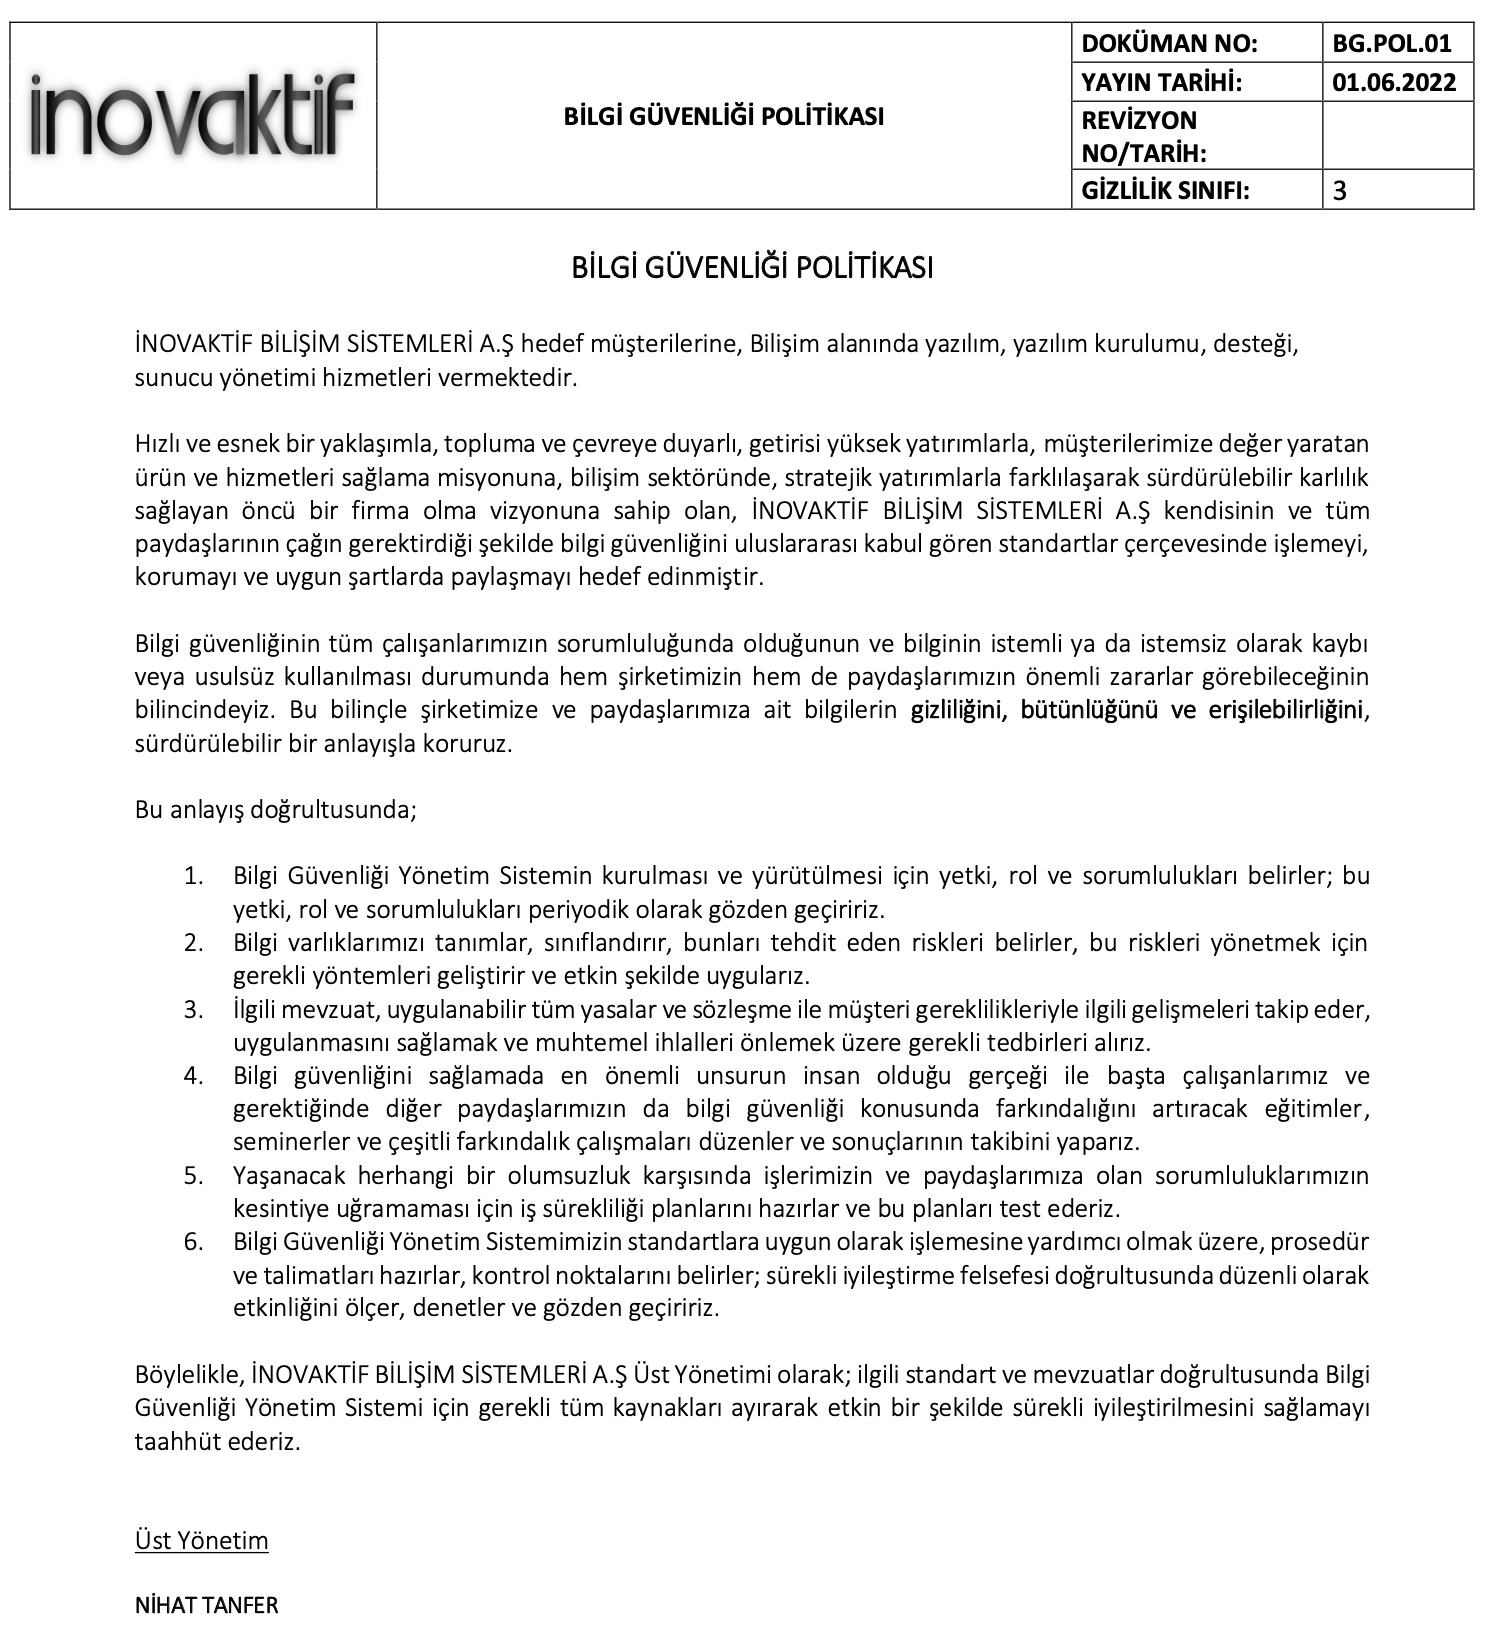 inovaktif
BİLGİ GÜVENLİĞİ POLİTİKASI
DOKÜMAN NO: BG.POL.01
YAYIN TARİHİ: 01.06.2022
REVİZYON
NO/TARİH:
GİZLİLİK SINIFI: 3
BİLGİ GÜVENLİĞİ POLİTİKASI
İNOVAKTİF BİLİŞİM SİSTEMLERİ A.Ş hedef müşterilerine, Bilişim alanında yazılım, yazılım kurulumu, desteği,
sunucu yönetimi hizmetleri vermektedir.
Hızlı ve esnek bir yaklaşımla, topluma ve çevreye duyarlı, getirisi yüksek yatırımlarla, müşterilerimize değer yaratan
ürün ve hizmetleri sağlama misyonuna, bilişim sektöründe, stratejik yatırımlarla farklılaşarak sürdürülebilir karlılık
sağlayan öncü bir firma olma vizyonuna sahip olan, İNOVAKTİF BİLİŞİM SİSTEMLERİ A.Ş kendisinin ve tüm
paydaşlarının çağın gerektirdiği şekilde bilgi güvenliğini uluslararası kabul gören standartlar çerçevesinde işlemeyi,
korumayı ve uygun şartlarda paylaşmayı hedef edinmiştir.
Bilgi güvenliğinin tüm çalışanlarımızın sorumluluğunda olduğunun ve bilginin istemli ya da istemsiz olarak kaybı
veya usulsüz kullanılması durumunda hem şirketimizin hem de paydaşlarımızın önemli zararlar görebileceğinin
bilincindeyiz. Bu bilinçle şirketimize ve paydaşlarımıza ait bilgilerin gizliliğini, bütünlüğünü ve erişilebilirliğini,
sürdürülebilir bir anlayışla koruruz.
Bu anlayış doğrultusunda;
1. Bilgi Güvenliği Yönetim Sistemin kurulması ve yürütülmesi için yetki, rol ve sorumlulukları belirler; bu
yetki, rol ve sorumlulukları periyodik olarak gözden geçiririz.
2. Bilgi varlıklarımızı tanımlar, sınıflandırır, bunları tehdit eden riskleri belirler, bu riskleri yönetmek için
gerekli yöntemleri geliştirir ve etkin şekilde uygularız.
3. İlgili mevzuat, uygulanabilir tüm yasalar ve sözleşme ile müşteri gereklilikleriyle ilgili gelişmeleri takip eder,
uygulanmasını sağlamak ve muhtemel ihlalleri önlemek üzere gerekli tedbirleri alırız.
4. Bilgi güvenliğini sağlamada en önemli unsurun insan olduğu gerçeği ile başta çalışanlarımız ve
gerektiğinde diğer paydaşlarımızın da bilgi güvenliği konusunda farkındalığını artıracak eğitimler,
seminerler ve çeşitli farkındalık çalışmaları düzenler ve sonuçlarının takibini yaparız.
5. Yaşanacak herhangi bir olumsuzluk karşısında işlerimizin ve paydaşlarımıza olan sorumluluklarımızın
kesintiye uğramaması için iş sürekliliği planlarını hazırlar ve bu planları test ederiz.
6. Bilgi Güvenliği Yönetim Sistemimizin standartlara uygun olarak işlemesine yardımcı olmak üzere, prosedür
ve talimatları hazırlar, kontrol noktalarını belirler; sürekli iyileştirme felsefesi doğrultusunda düzenli olarak
etkinliğini ölçer, denetler ve gözden geçiririz.
Böylelikle, İNOVAKTİF BİLİŞİM SİSTEMLERİ A.Ş Üst Yönetimi olarak; ilgili standart ve mevzuatlar doğrultusunda Bilgi
Güvenliği Yönetim Sistemi için gerekli tüm kaynakları ayırarak etkin bir şekilde sürekli iyileştirilmesini sağlamayı
taahhüt ederiz.
Üst Yönetim
NİHAT TANFER